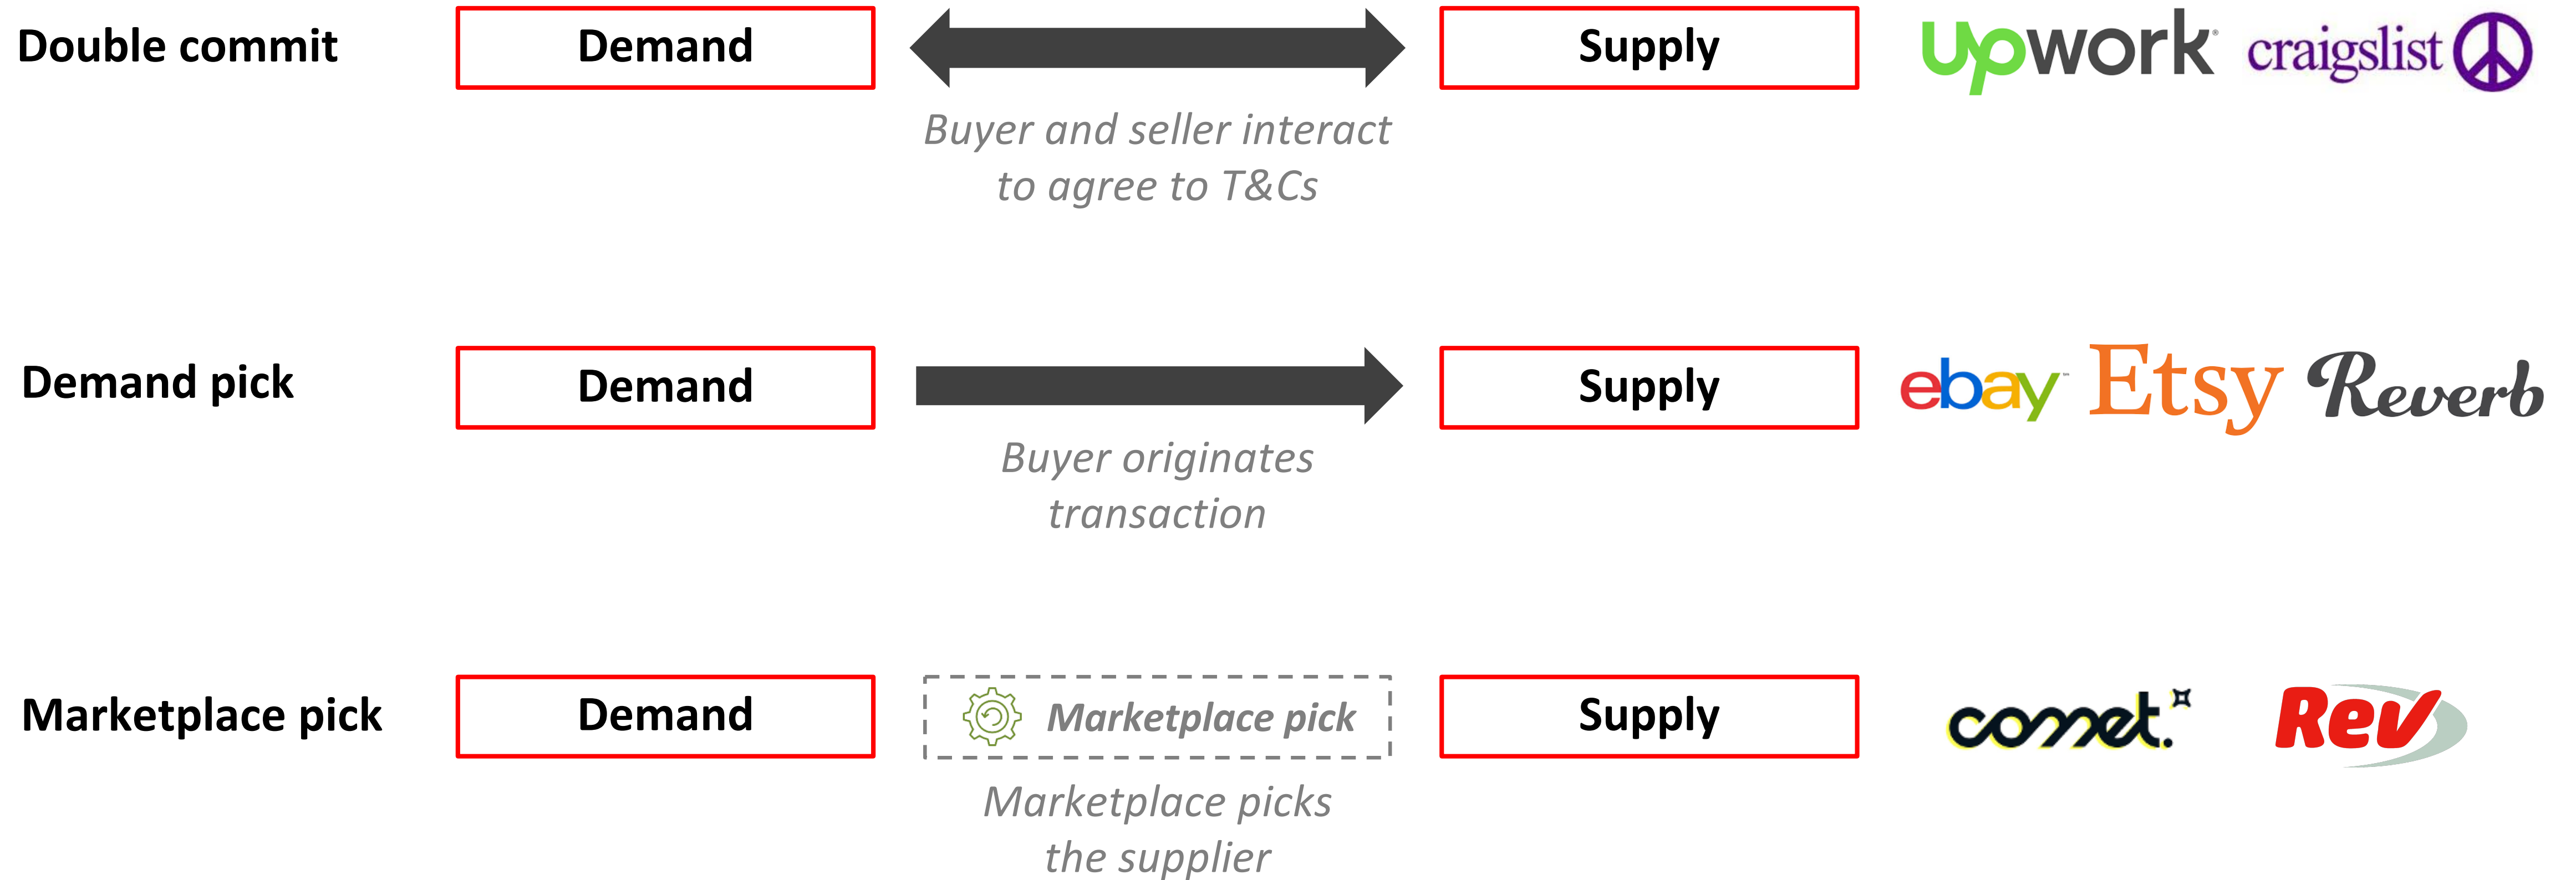 Double commit
Demand
Supply
upwork
craigslist
Buyer and seller interact
to agree to T&Cs
Demand pick
Demand
Supply
ebay
Etsy
Reverb
Buyer originates
transaction
Marketplace pick
Demand
Marketplace pick
Supply
comet.
Rev
Marketplace picks
the supplier